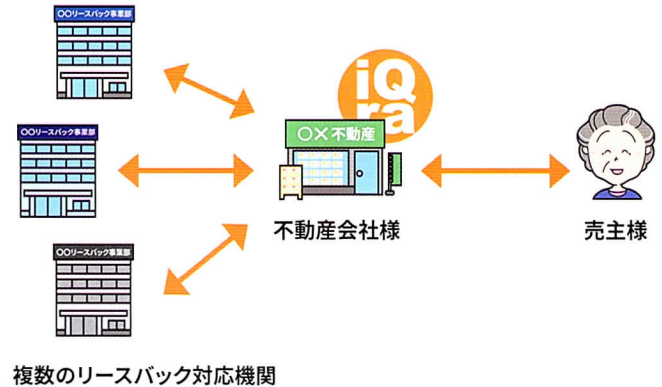 〇〇リースバック事業部
iQ
ra
〇〇リースバック事業部
〇×不動産
〇〇リースバック事業部
不動産会社様
売主様
複数のリースバック対応機関